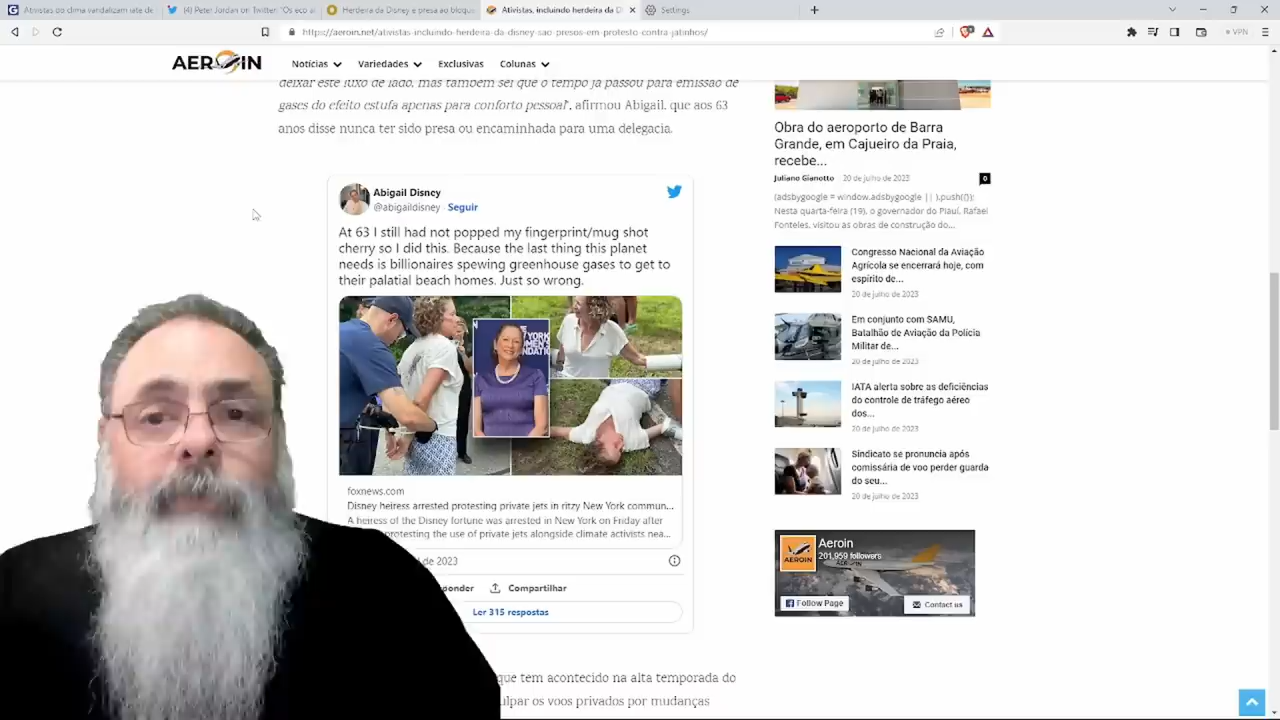 Ativistas do clima vandalizam iate de
(4) Peter Jordan on Twitter: "Os eco a
Herdeira da Disney é presa ao bloque
Ativistas, incluindo herdeira da D
Settings
https://aeroin.net/ativistas-incluindo-herdeira-da-disney-sao-presos-em-protesto-contra-jatinhos/
VPN
AEROIN
Notícias
Variedades
Exclusivas
Colunas
deixar este luxo de lado, mas também sei que o tempo já passou para emissão de
gases do efeito estufa apenas para conforto pessoal", afirmou Abigail, que aos 63
anos disse nunca ter sido presa ou encaminhada para uma delegacia.
Abigail Disney
@abigaildisney · Seguir
At 63 I still had not popped my fingerprint/mug shot
cherry so I did this. Because the last thing this planet
needs is billionaires spewing greenhouse gases to get to
their palatial beach homes. Just so wrong.
foxnews.com
Disney heiress arrested protesting private jets in ritzy New York commun...
A heiress of the Disney fortune was arrested in New York on Friday after
protesting the use of private jets alongside climate activists nea...
de 2023
Compartilhar
Ler 315 respostas
que tem acontecido na alta temporada do
os voos privados por mudanças
Obra do aeroporto de Barra
Grande, em Cajueiro da Praia,
recebe...
Juliano Gianotto - 20 de julho de 2023
0
(adsbygoogle = window.adsbygoogle || ).push({});
Nesta quarta-feira (19), o governador do Piauí, Rafael
Fonteles, visitou as obras de construção do...
Congresso Nacional da Aviação
Agrícola se encerrará hoje, com
espírito de...
20 de julho de 2023
Em conjunto com SAMU,
Batalhão de Aviação da Polícia
Militar de...
20 de julho de 2023
IATA alerta sobre as deficiências
do controle de tráfego aéreo
dos...
20 de julho de 2023
Sindicato se pronuncia após
comissária de voo perder guarda
do seu...
20 de julho de 2023
AEROIN
Aeroin
201,959 followers
Follow Page
Contact us